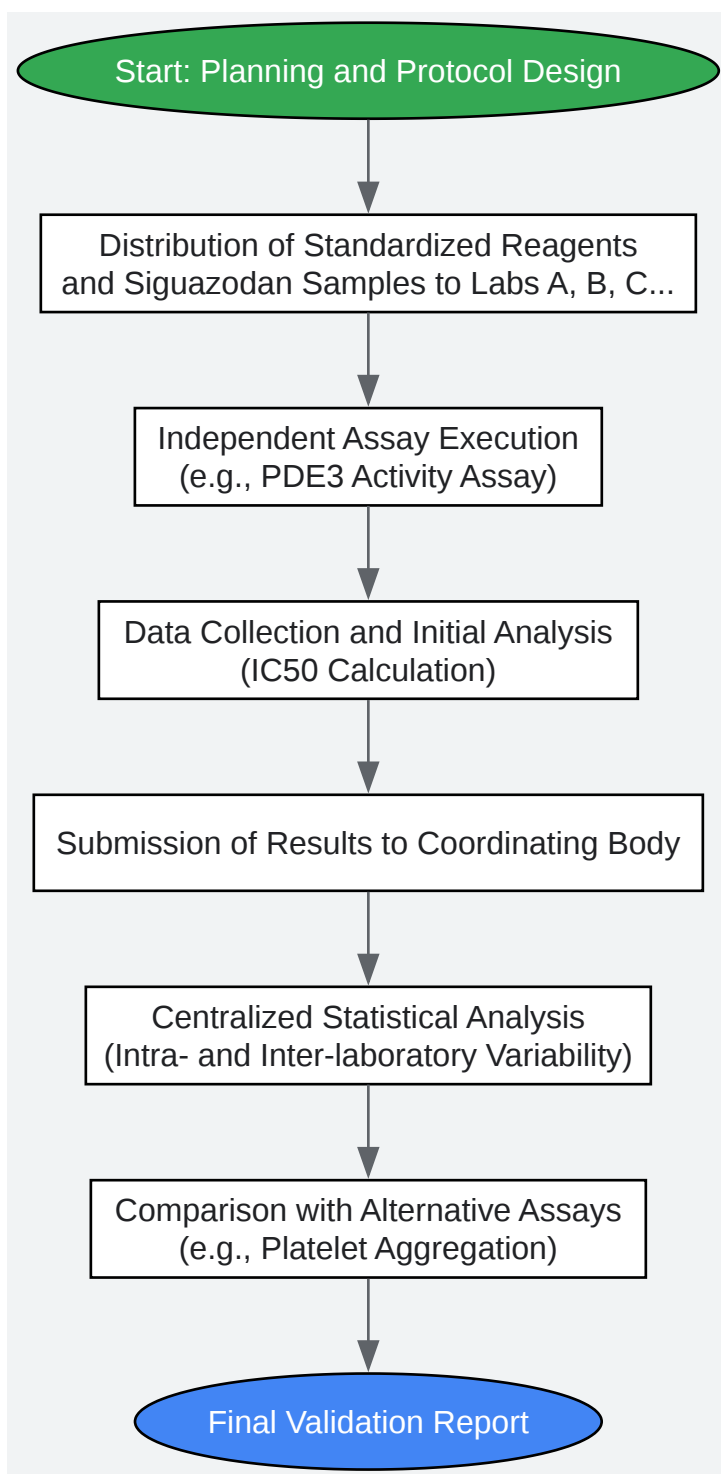 Start: Planning and Protocol Design
Distribution of Standardized Reagents
and Siguazodan Samples to Labs A, B, C...
Independent Assay Execution
(e.g., PDE3 Activity Assay)
Data Collection and Initial Analysis
(IC50 Calculation)
Submission of Results to Coordinating Body
Centralized Statistical Analysis
(Intra- and Inter-laboratory Variability)
Comparison with Alternative Assays
(e.g., Platelet Aggregation)
Final Validation Report